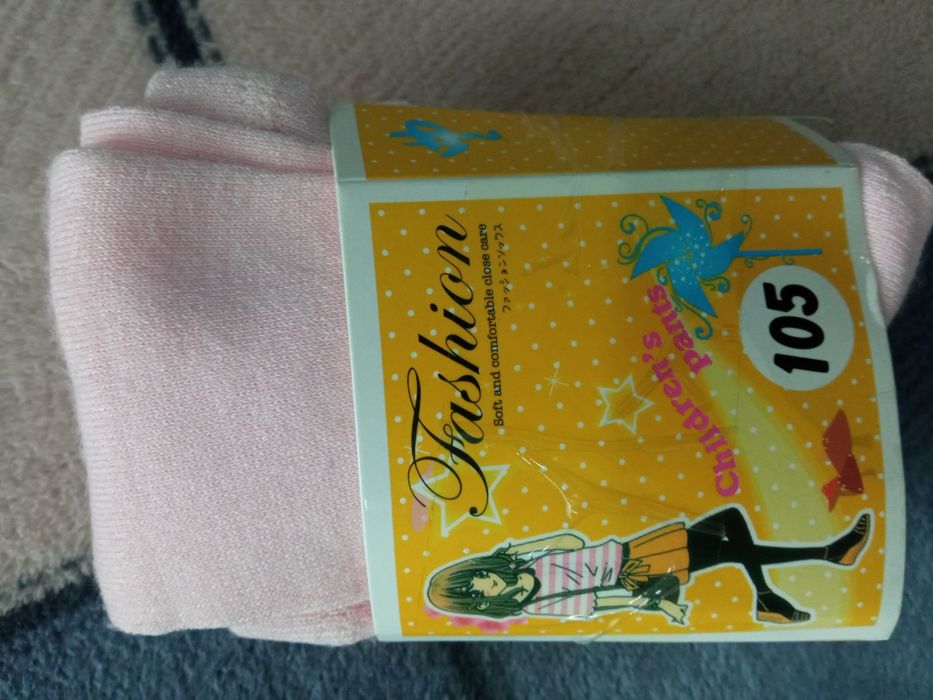 Fashion
Soft and comfortable close care
ファッションソックス
Children's
pants
105